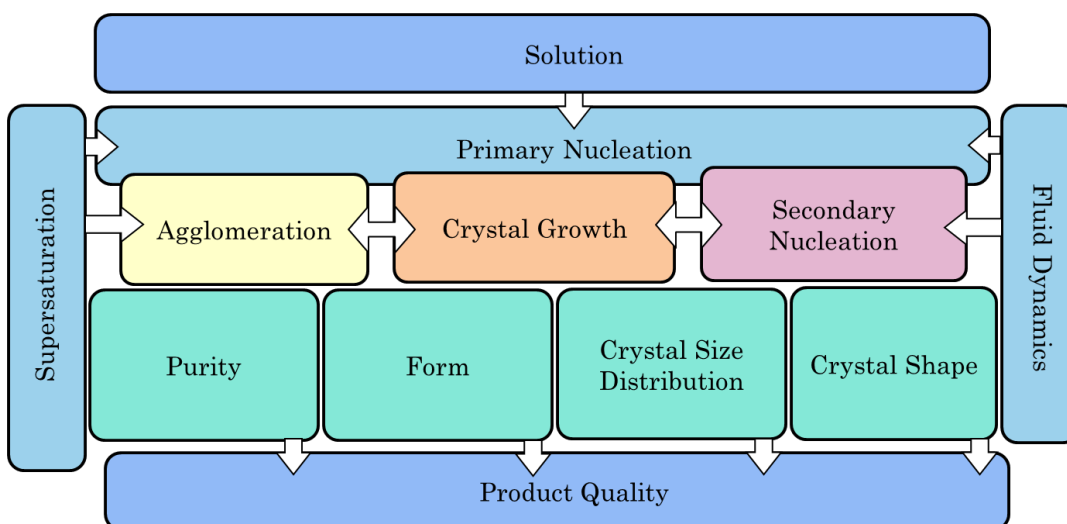 Solution
Primary Nucleation
Supersaturation
Agglomeration
Crystal Growth
Secondary
Nucleation
Fluid Dynamics
Purity
Form
Crystal Size
Distribution
Crystal Shape
Product Quality